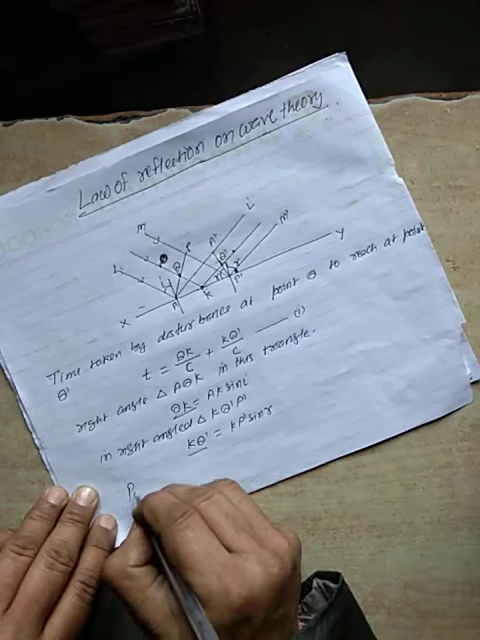 Law of reflection on wave theory.
m
L
P
A'
L'
m'
Q
Q'
i
r
r
A
K
P'
X
Y
Time taken by disturbance at point Q to reach at point
Q'
t = QK/C + KQ'/C —— (i)
right angle △ AQK in this triangle.
QK = AK sin i
in right angled △ KQ'P'
KQ' = KP' sin r
P